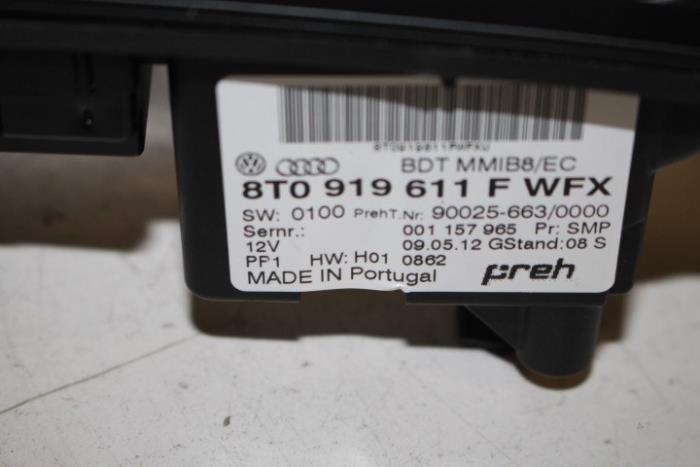 BDT MMIB8/EC
8T0 919 611 F WFX
SW: 0100 PrehT.Nr: 90025-663/0000
Sernr.: 001 157 965 Pr: SMP
12V 09.05.12 GStand: 08 S
PP1 HW: H01 0862
MADE IN Portugal preh